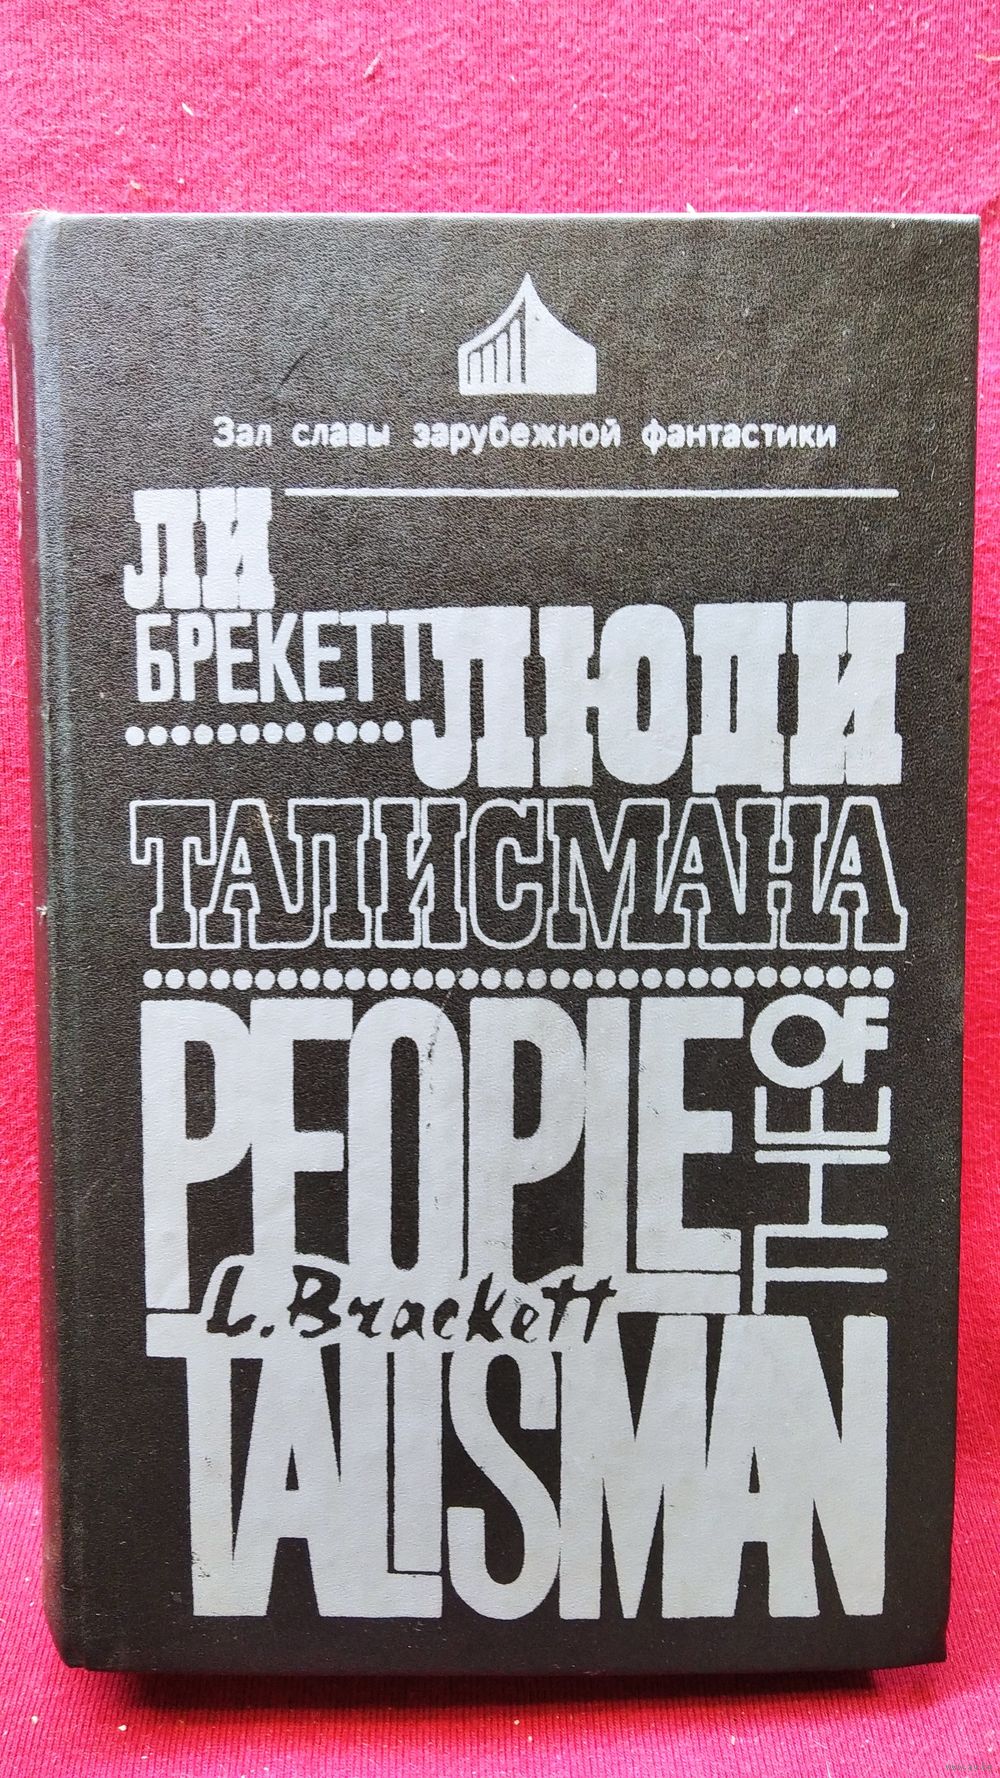 Зал славы зарубежной фантастики
ЛИ
БРЕКЕТТ
ЛЮДИ
ТАЛИСМАНА
PEOPLE
OF
THE
L. Brackett
TALISMAN